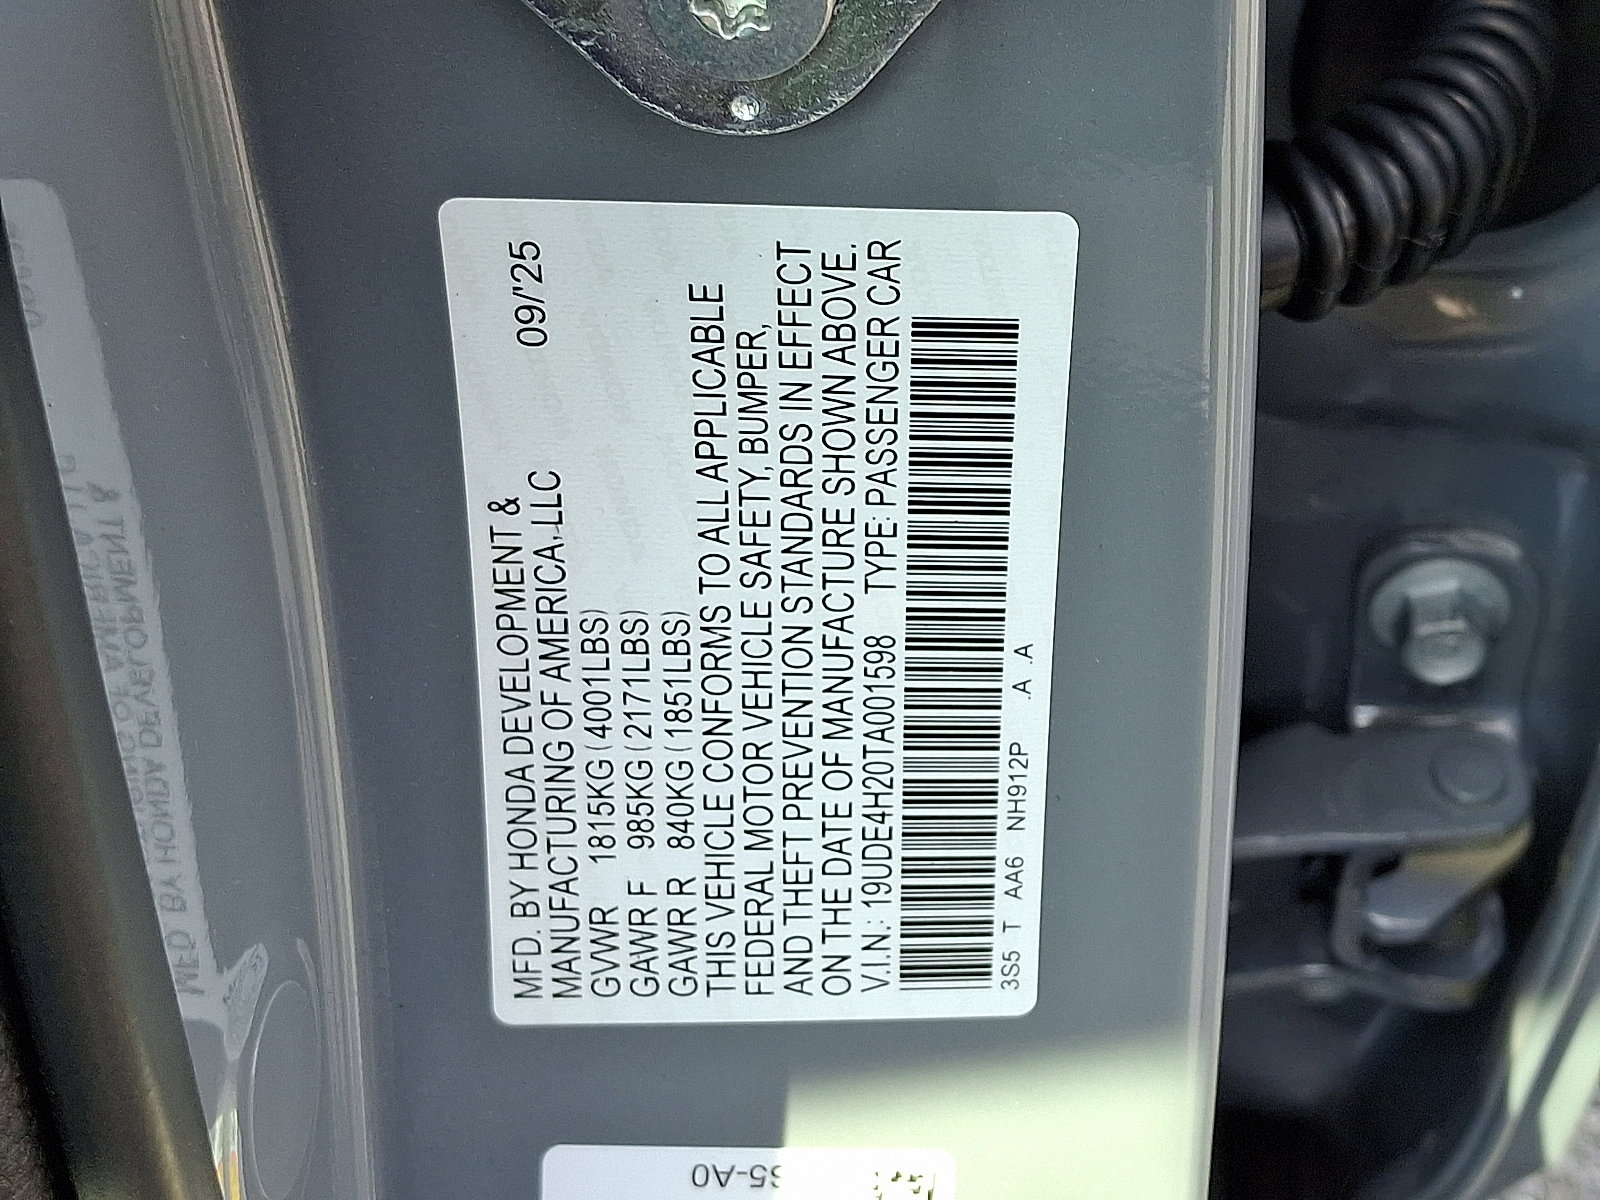 MFD. BY HONDA DEVELOPMENT &
MANUFACTURING OF AMERICA, LLC 09/'25
GVWR 1815KG (4001LBS)
GAWR F 985KG (2171LBS)
GAWR R 840KG (1851LBS)
THIS VEHICLE CONFORMS TO ALL APPLICABLE
FEDERAL MOTOR VEHICLE SAFETY, BUMPER,
AND THEFT PREVENTION STANDARDS IN EFFECT
ON THE DATE OF MANUFACTURE SHOWN ABOVE.
V.I.N.: 19UDE4H20TA001598 TYPE: PASSENGER CAR
3S5 T AA6 NH912P .A .A
S5-A0